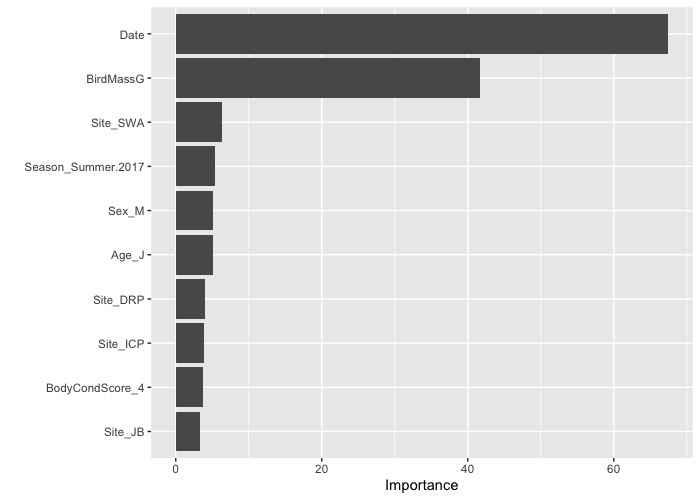 Date
BirdMassG
Site_SWA
Season_Summer.2017
Sex_M
Age_J
Site_DRP
Site_ICP
BodyCondScore_4
Site_JB
0 20 40 60
Importance